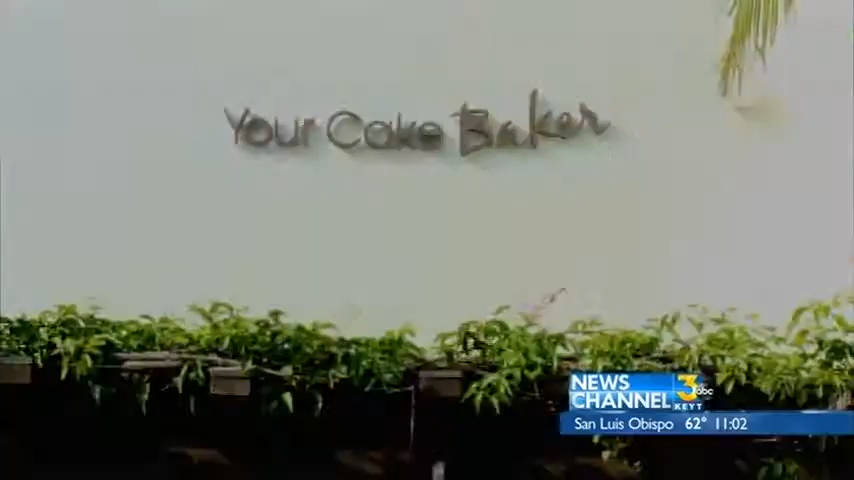 Your Cake Baker
NEWS
CHANNEL 3 abc
KEYT
San Luis Obispo 62° 11:02